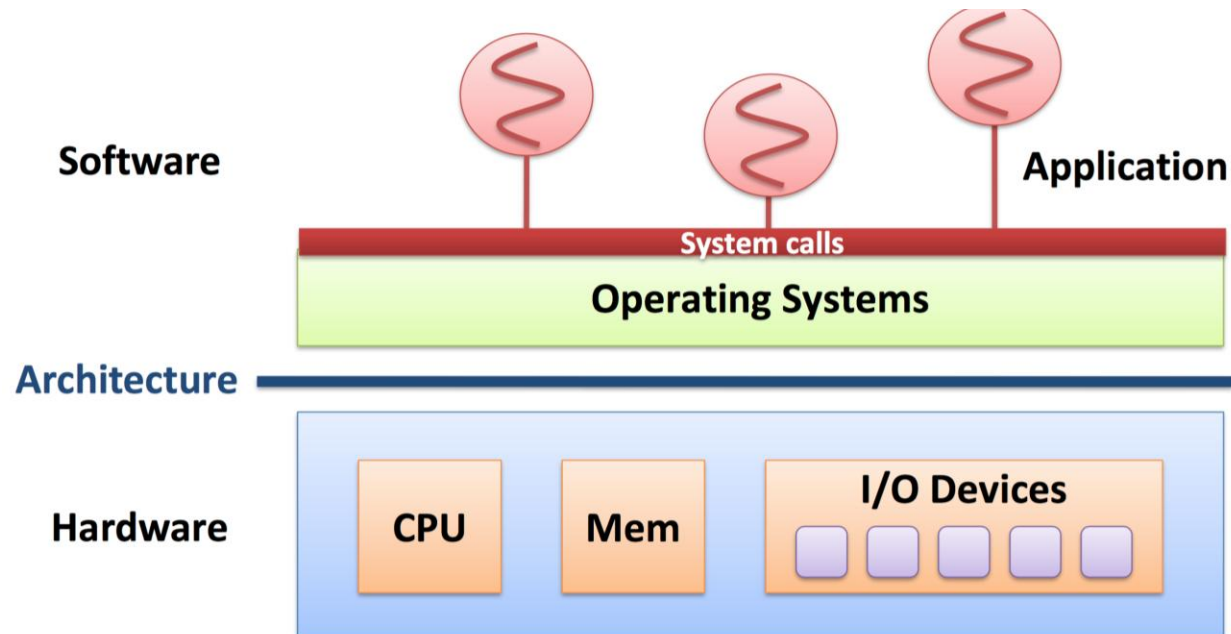 Software
Application
System calls
Operating Systems
Architecture
Hardware
CPU
Mem
I/O Devices